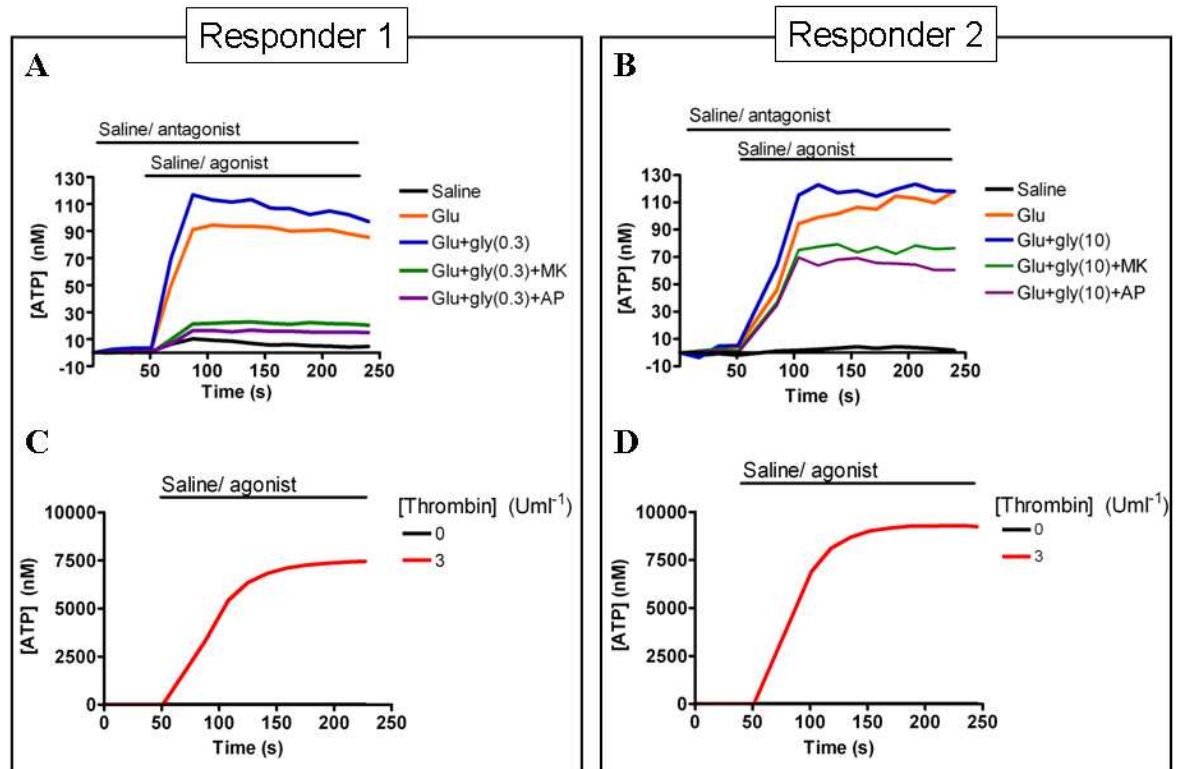 Responder 1
A
Saline/ antagonist
Saline/ agonist
130
110
90
70
50
30
10
-10
[ATP] (nM)
50
100
150
200
250
Time (s)
Saline
Glu
Glu+gly(0.3)
Glu+gly(0.3)+MK
Glu+gly(0.3)+AP
Responder 2
B
Saline/ antagonist
Saline/ agonist
130
110
90
70
50
30
10
-10
[ATP] (nM)
50
100
150
200
250
Time (s)
Saline
Glu
Glu+gly(10)
Glu+gly(10)+MK
Glu+gly(10)+AP
C
Saline/ agonist
10000
7500
5000
2500
0
[ATP] (nM)
0
50
100
150
200
250
Time (s)
[Thrombin] (Uml⁻¹)
0
3
D
Saline/ agonist
10000
7500
5000
2500
0
[ATP] (nM)
0
50
100
150
200
250
Time (s)
[Thrombin] (Uml⁻¹)
0
3